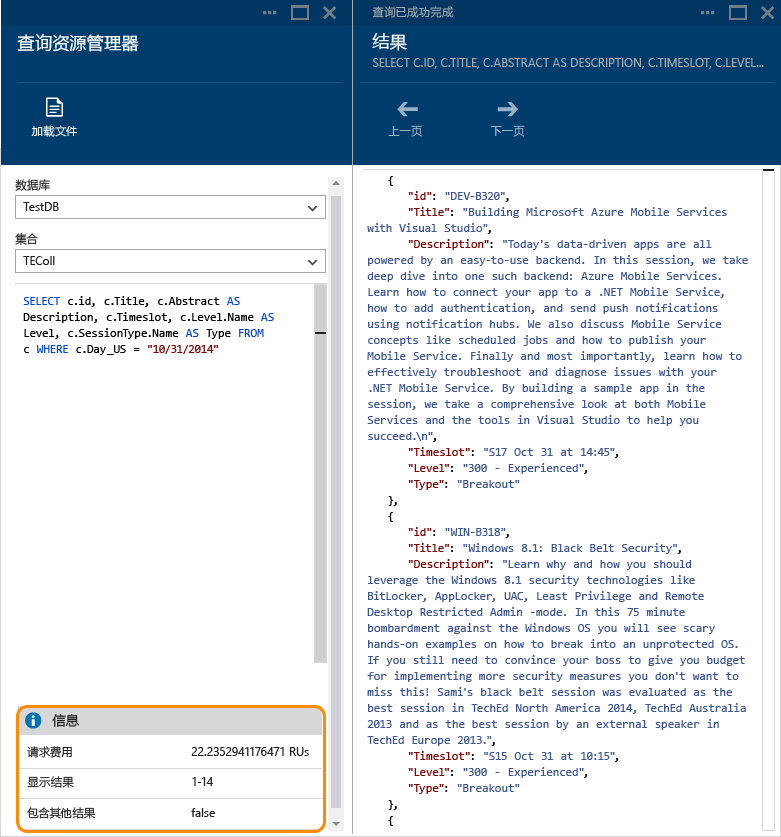 查询资源管理器
加载文件
数据库
TestDB
集合
TEColl
SELECT c.id, c.Title, c.Abstract AS
Description, c.Timeslot, c.Level.Name AS
Level, c.SessionType.Name AS Type FROM
c WHERE c.Day_US = "10/31/2014"
信息
请求费用 22.2352941176471 RUs
显示结果 1-14
包含其他结果 false
查询已成功完成
结果
SELECT C.ID, C.TITLE, C.ABSTRACT AS DESCRIPTION, C.TIMESLOT, C.LEVEL...
上一页 下一页
{
"id": "DEV-B320",
"Title": "Building Microsoft Azure Mobile Services
with Visual Studio",
"Description": "Today's data-driven apps are all
powered by an easy-to-use backend. In this session, we take
deep dive into one such backend: Azure Mobile Services.
Learn how to connect your app to a .NET Mobile Service,
how to add authentication, and send push notifications
using notification hubs. We also discuss Mobile Service
concepts like scheduled jobs and how to publish your
Mobile Service. Finally and most importantly, learn how to
effectively troubleshoot and diagnose issues with your
.NET Mobile Service. By building a sample app in the
session, we take a comprehensive look at both Mobile
Services and the tools in Visual Studio to help you
succeed.\n",
"Timeslot": "S17 Oct 31 at 14:45",
"Level": "300 - Experienced",
"Type": "Breakout"
},
{
"id": "WIN-B318",
"Title": "Windows 8.1: Black Belt Security",
"Description": "Learn why and how you should
leverage the Windows 8.1 security technologies like
BitLocker, AppLocker, UAC, Least Privilege and Remote
Desktop Restricted Admin -mode. In this 75 minute
bombardment against the Windows OS you will see scary
hands-on examples on how to break into an unprotected OS.
If you still need to convince your boss to give you budget
for implementing more security measures you don't want to
miss this! Sami's black belt session was evaluated as the
best session in TechEd North America 2014, TechEd Australia
2013 and as the best session by an external speaker in
TechEd Europe 2013.",
"Timeslot": "S15 Oct 31 at 10:15",
"Level": "300 - Experienced",
"Type": "Breakout"
},
{